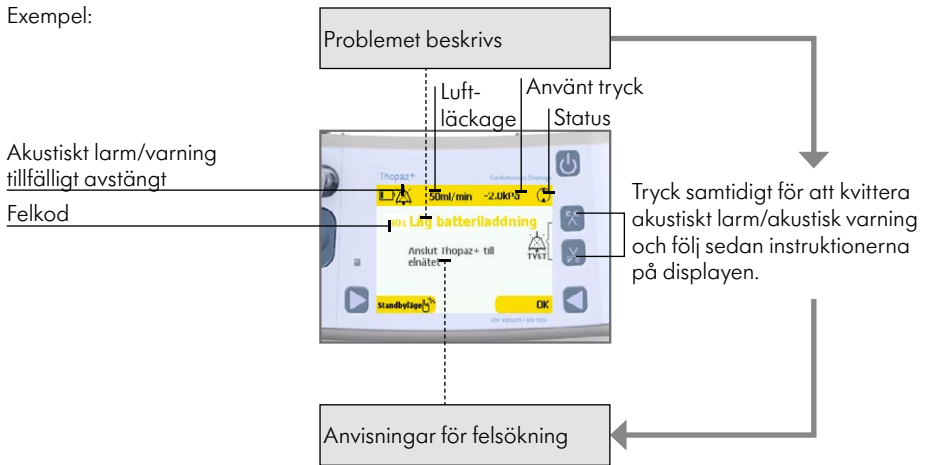 Exempel:
Problemet beskrivs
Luft-
läckage
Använt tryck
Status
Akustiskt larm/varning
tillfälligt avstängt
Felkod
Thopaz+
50ml/min -2.0kPa
Låg batteriladdning
Anslut Thopaz+ till
elnätet
TYST
Standbyläge
OK
Tryck samtidigt för att kvittera
akustiskt larm/akustisk varning
och följ sedan instruktionerna
på displayen.
Anvisningar för felsökning